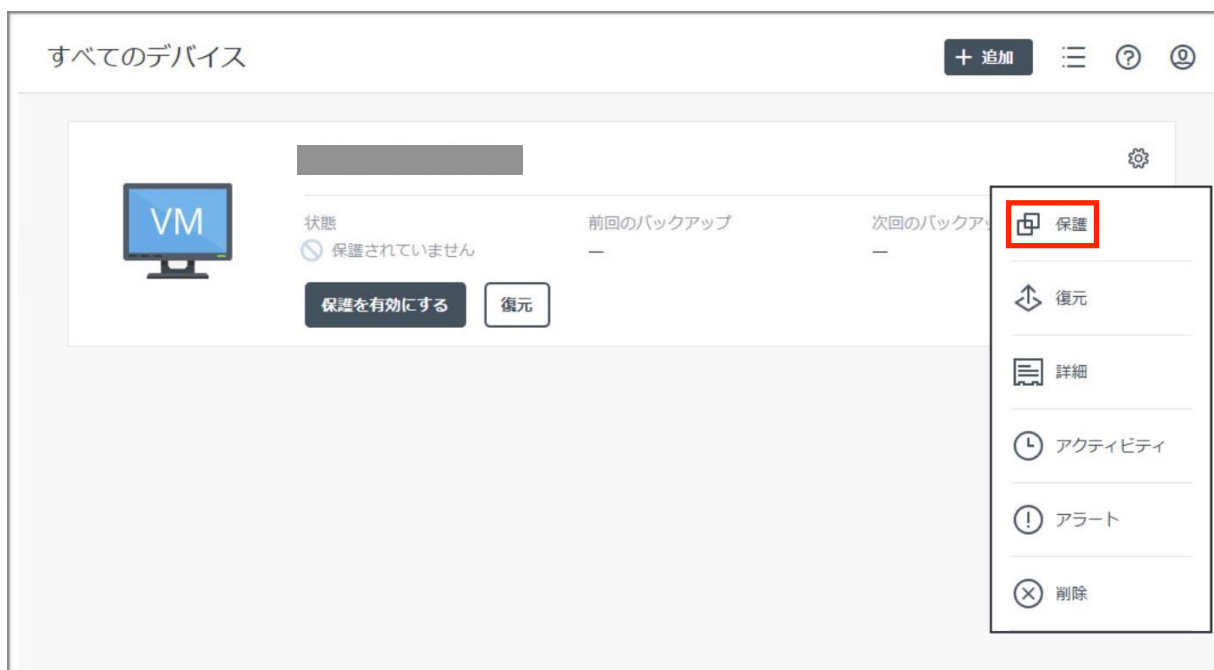 すべてのデバイス
追加
VM
状態
保護されていません
前回のバックアップ
—
次回のバックア
—
保護を有効にする
復元
保護
復元
詳細
アクティビティ
アラート
削除